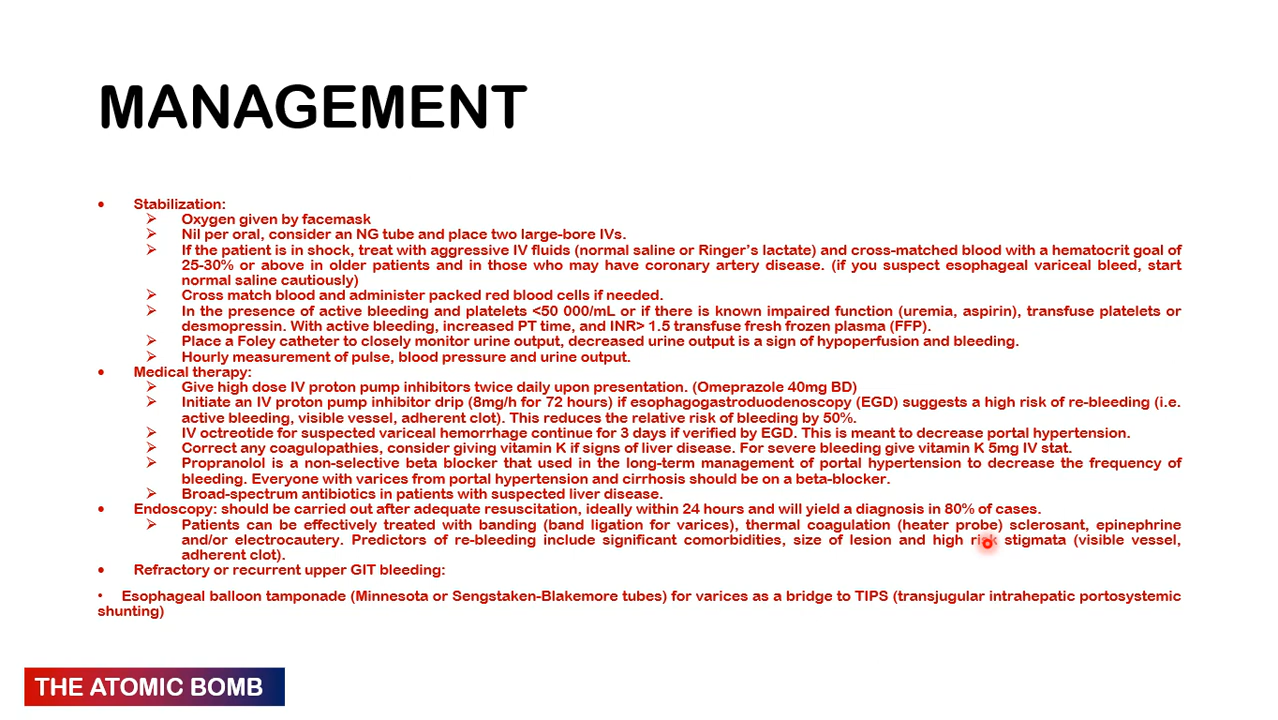 MANAGEMENT
• Stabilization:
➢ Oxygen given by facemask
➢ Nil per oral, consider an NG tube and place two large-bore IVs.
➢ If the patient is in shock, treat with aggressive IV fluids (normal saline or Ringer's lactate) and cross-matched blood with a hematocrit goal of
25-30% or above in older patients and in those who may have coronary artery disease. (if you suspect esophageal variceal bleed, start
normal saline cautiously)
➢ Cross match blood and administer packed red blood cells if needed.
➢ In the presence of active bleeding and platelets <50 000/mL or if there is known impaired function (uremia, aspirin), transfuse platelets or
desmopressin. With active bleeding, increased PT time, and INR> 1.5 transfuse fresh frozen plasma (FFP).
➢ Place a Foley catheter to closely monitor urine output, decreased urine output is a sign of hypoperfusion and bleeding.
➢ Hourly measurement of pulse, blood pressure and urine output.
• Medical therapy:
➢ Give high dose IV proton pump inhibitors twice daily upon presentation. (Omeprazole 40mg BD)
➢ Initiate an IV proton pump inhibitor drip (8mg/h for 72 hours) if esophagogastroduodenoscopy (EGD) suggests a high risk of re-bleeding (i.e.
active bleeding, visible vessel, adherent clot). This reduces the relative risk of bleeding by 50%.
➢ IV octreotide for suspected variceal hemorrhage continue for 3 days if verified by EGD. This is meant to decrease portal hypertension.
➢ Correct any coagulopathies, consider giving vitamin K if signs of liver disease. For severe bleeding give vitamin K 5mg IV stat.
➢ Propranolol is a non-selective beta blocker that used in the long-term management of portal hypertension to decrease the frequency of
bleeding. Everyone with varices from portal hypertension and cirrhosis should be on a beta-blocker.
➢ Broad-spectrum antibiotics in patients with suspected liver disease.
• Endoscopy: should be carried out after adequate resuscitation, ideally within 24 hours and will yield a diagnosis in 80% of cases.
➢ Patients can be effectively treated with banding (band ligation for varices), thermal coagulation (heater probe) sclerosant, epinephrine
and/or electrocautery. Predictors of re-bleeding include significant comorbidities, size of lesion and high risk stigmata (visible vessel,
adherent clot).
• Refractory or recurrent upper GIT bleeding:
• Esophageal balloon tamponade (Minnesota or Sengstaken-Blakemore tubes) for varices as a bridge to TIPS (transjugular intrahepatic portosystemic
shunting)
THE ATOMIC BOMB